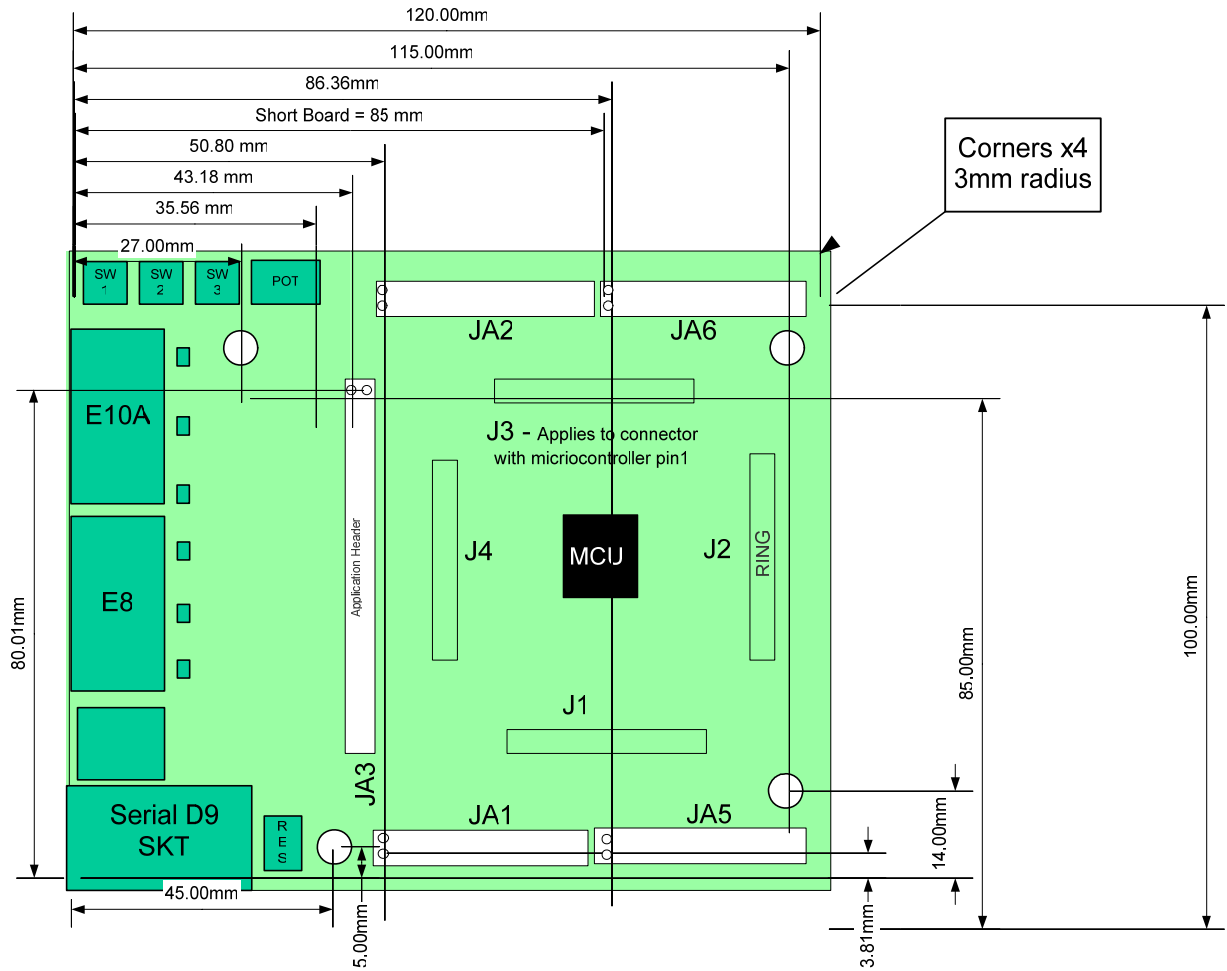 120.00mm
115.00mm
86.36mm
Short Board = 85 mm
50.80 mm
43.18 mm
35.56 mm
27.00mm
Corners x4
3mm radius
SW
1
SW
2
SW
3
POT
JA2
JA6
E10A
J3 - Applies to connector
with micriocontroller pin1
Application Header
J4
MCU
J2
RING
E8
80.01mm
85.00mm
100.00mm
J1
JA3
Serial D9
SKT
R
E
S
JA1
JA5
14.00mm
45.00mm
5.00mm
3.81mm